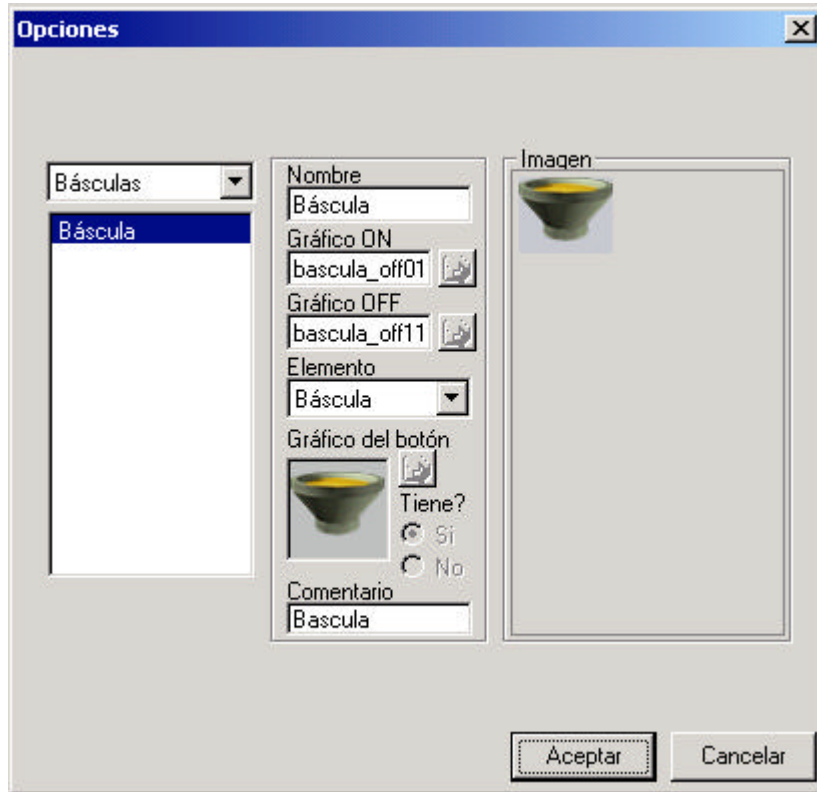 Opciones
Básculas
Báscula
Nombre
Báscula
Gráfico ON
bascula_off01
Gráfico OFF
bascula_off11
Elemento
Báscula
Gráfico del botón
Tiene?
Si
No
Comentario
Bascula
Imagen
Aceptar
Cancelar